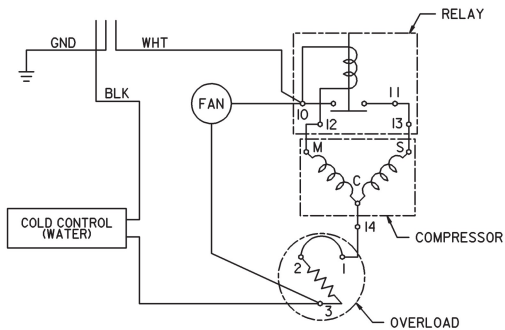 RELAY
GND
WHT
BLK
FAN
10
11
12
13
M
S
C
14
COLD CONTROL
(WATER)
COMPRESSOR
2
1
3
OVERLOAD